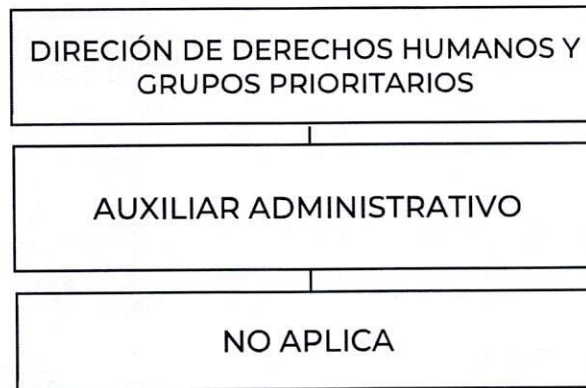 DIRECIÓN DE DERECHOS HUMANOS Y
GRUPOS PRIORITARIOS
AUXILIAR ADMINISTRATIVO
NO APLICA